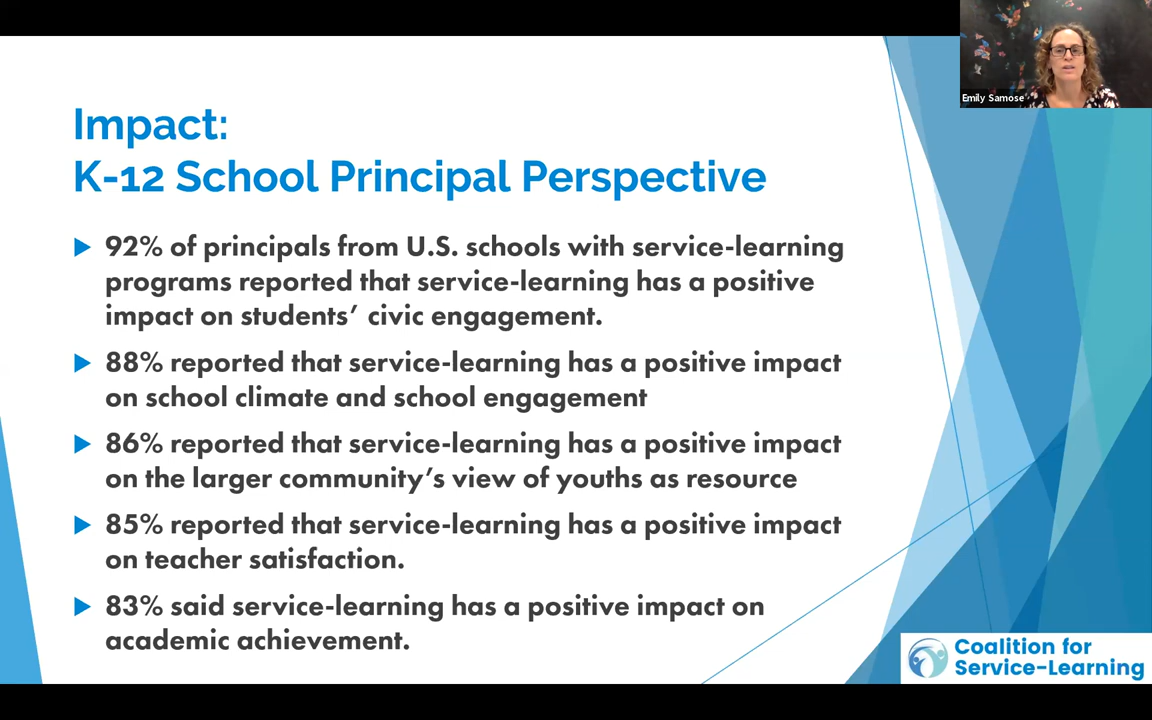 Emily Samose
Impact:
K-12 School Principal Perspective
92% of principals from U.S. schools with service-learning
programs reported that service-learning has a positive
impact on students’ civic engagement.
88% reported that service-learning has a positive impact
on school climate and school engagement
86% reported that service-learning has a positive impact
on the larger community’s view of youths as resource
85% reported that service-learning has a positive impact
on teacher satisfaction.
83% said service-learning has a positive impact on
academic achievement.
Coalition for
Service-Learning